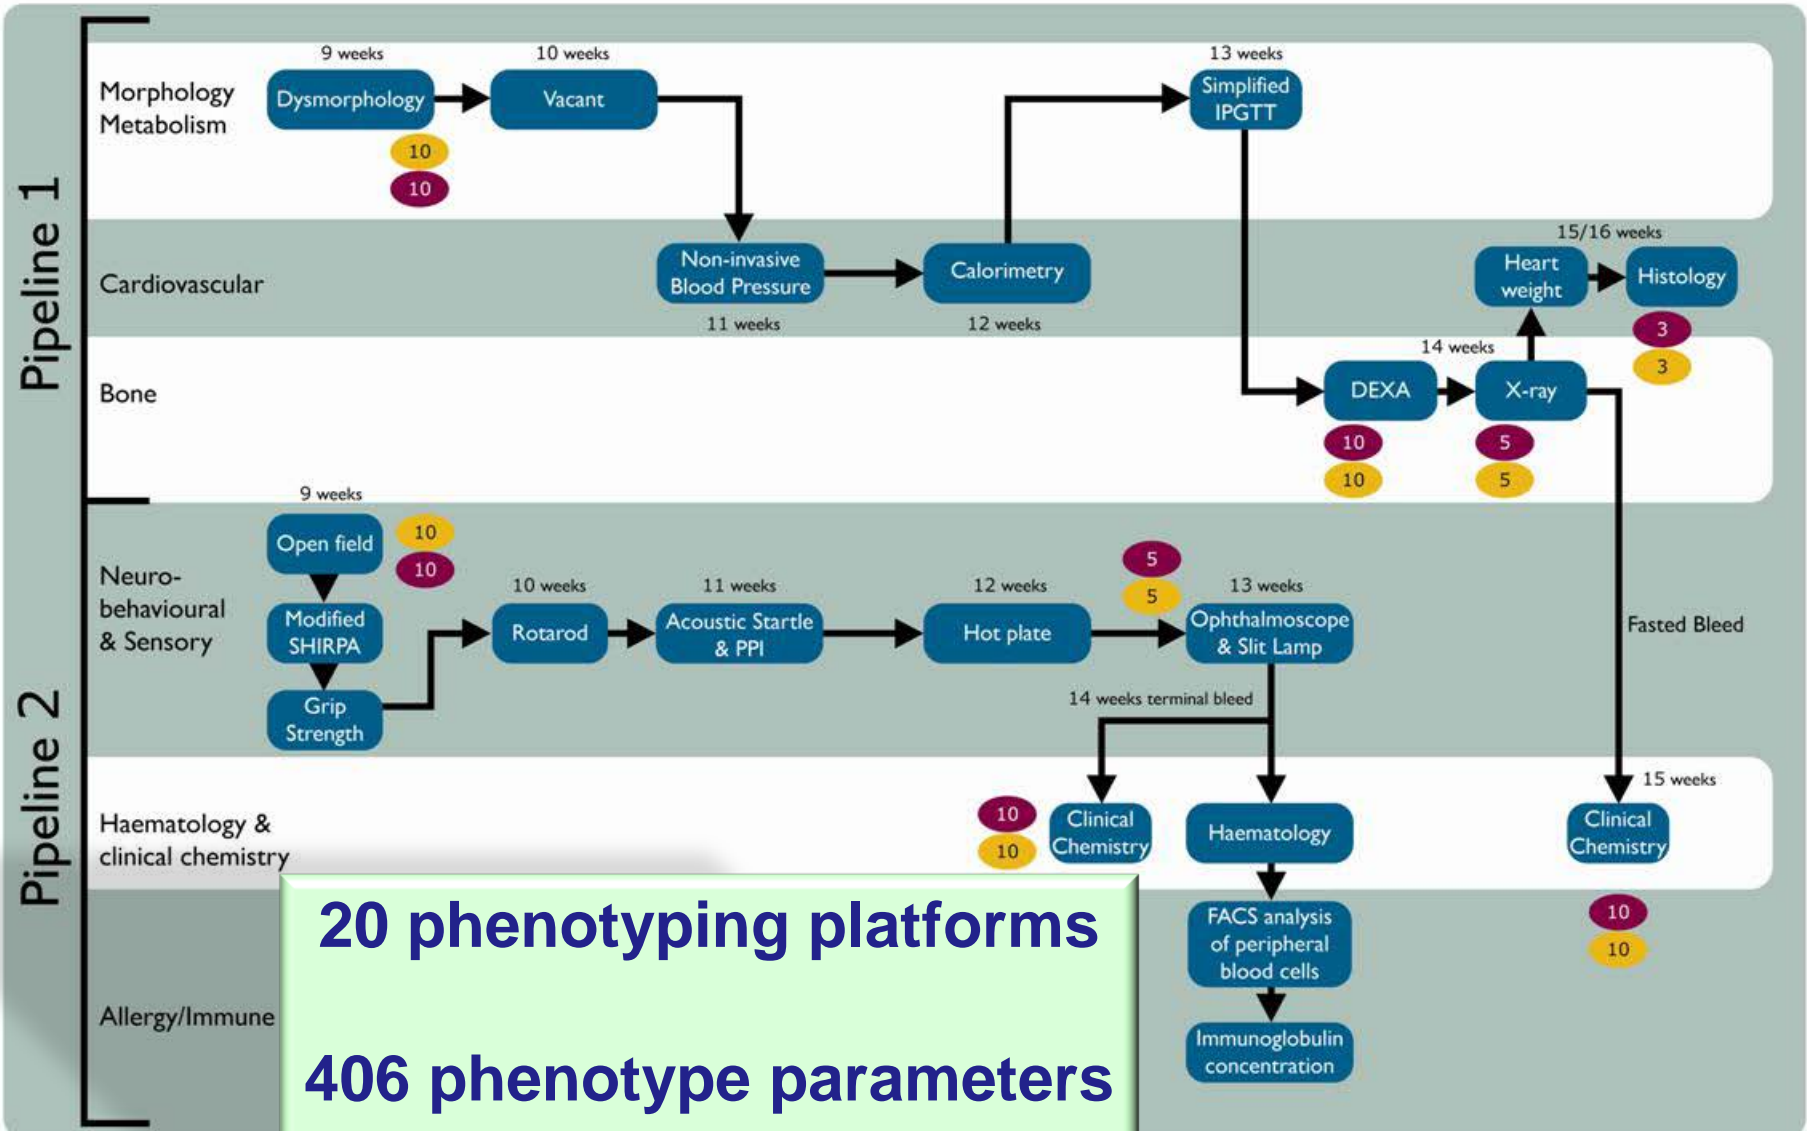 Pipeline 1
Morphology
Metabolism
9 weeks
Dysmorphology
10
10
10 weeks
Vacant
13 weeks
Simplified
IPGTT
Cardiovascular
Non-invasive
Blood Pressure
11 weeks
Calorimetry
12 weeks
15/16 weeks
Heart
weight
Histology
3
3
Bone
14 weeks
DEXA
10
10
X-ray
5
5
Pipeline 2
Neuro-
behavioural
& Sensory
9 weeks
Open field
10
10
Modified
SHIRPA
Grip
Strength
10 weeks
Rotarod
11 weeks
Acoustic Startle
& PPI
12 weeks
Hot plate
5
5
13 weeks
Ophthalmoscope
& Slit Lamp
Fasted Bleed
14 weeks terminal bleed
Haematology &
clinical chemistry
10
10
Clinical
Chemistry
Haematology
15 weeks
Clinical
Chemistry
10
10
Allergy/Immune
FACS analysis
of peripheral
blood cells
Immunoglobulin
concentration
20 phenotyping platforms
406 phenotype parameters